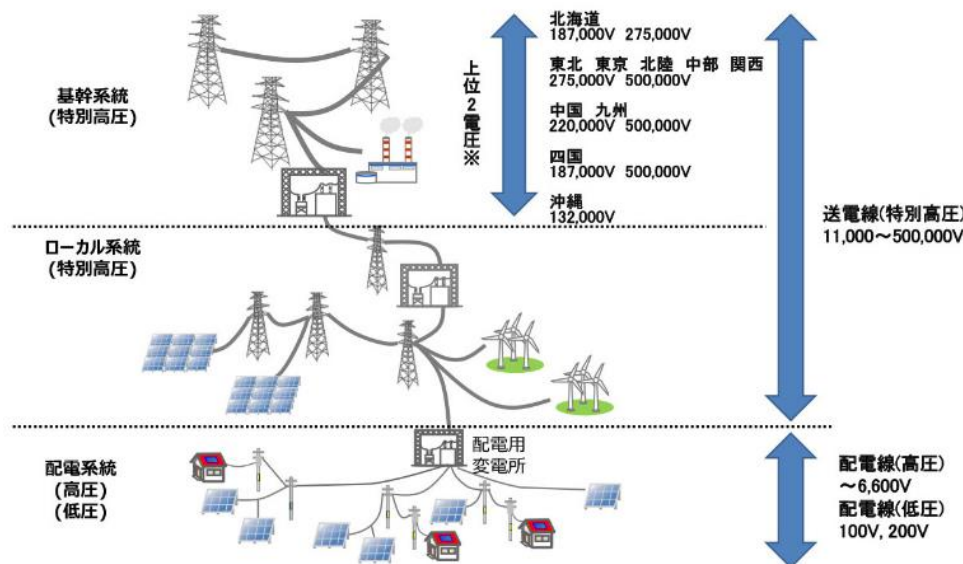 基幹系統
(特別高圧)
上位2電圧※
北海道
187,000V 275,000V
東北 東京 北陸 中部 関西
275,000V 500,000V
中国 九州
220,000V 500,000V
四国
187,000V 500,000V
沖縄
132,000V
送電線(特別高圧)
11,000～500,000V
ローカル系統
(特別高圧)
配電系統
(高圧)
(低圧)
配電用
変電所
配電線(高圧)
～6,600V
配電線(低圧)
100V, 200V